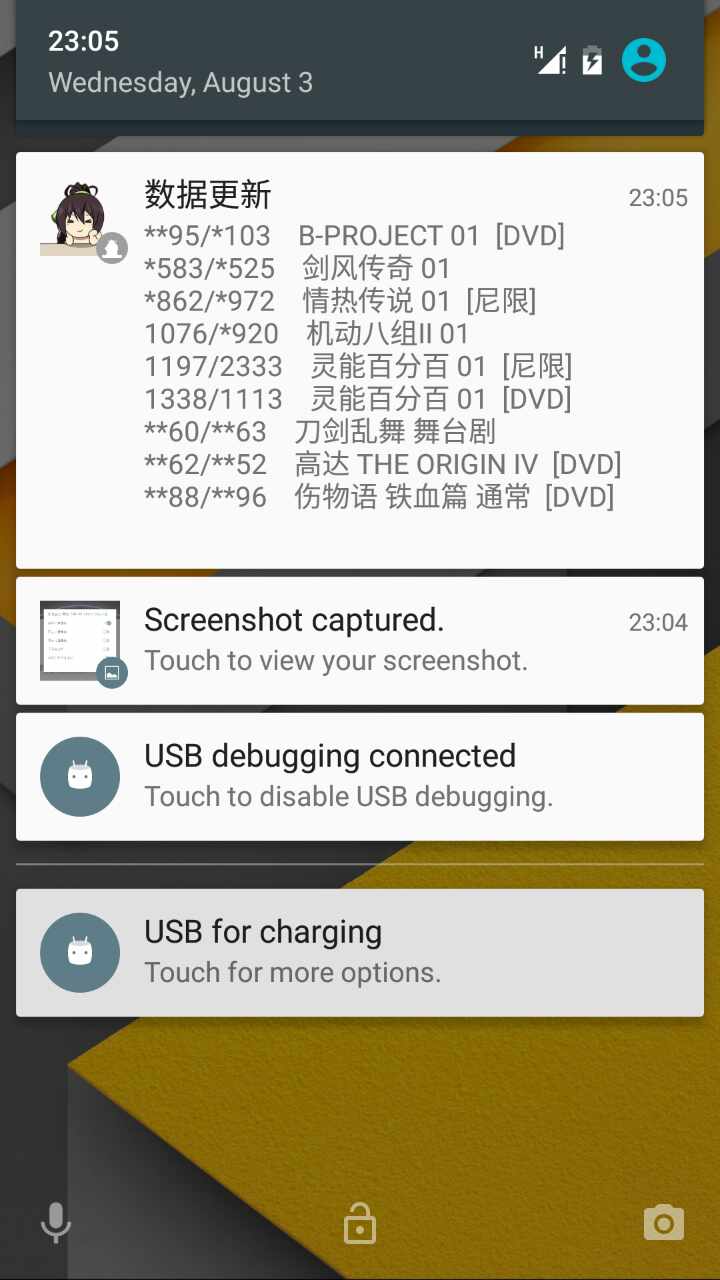 23:05
Wednesday, August 3
H
数据更新 23:05
**95/*103 B-PROJECT 01 [DVD]
*583/*525 剑风传奇 01
*862/*972 情热传说 01 [尼限]
1076/*920 机动八组II 01
1197/2333 灵能百分百 01 [尼限]
1338/1113 灵能百分百 01 [DVD]
**60/**63 刀剑乱舞 舞台剧
**62/**52 高达 THE ORIGIN IV [DVD]
**88/**96 伤物语 铁血篇 通常 [DVD]
Screenshot captured. 23:04
Touch to view your screenshot.
USB debugging connected
Touch to disable USB debugging.
USB for charging
Touch for more options.